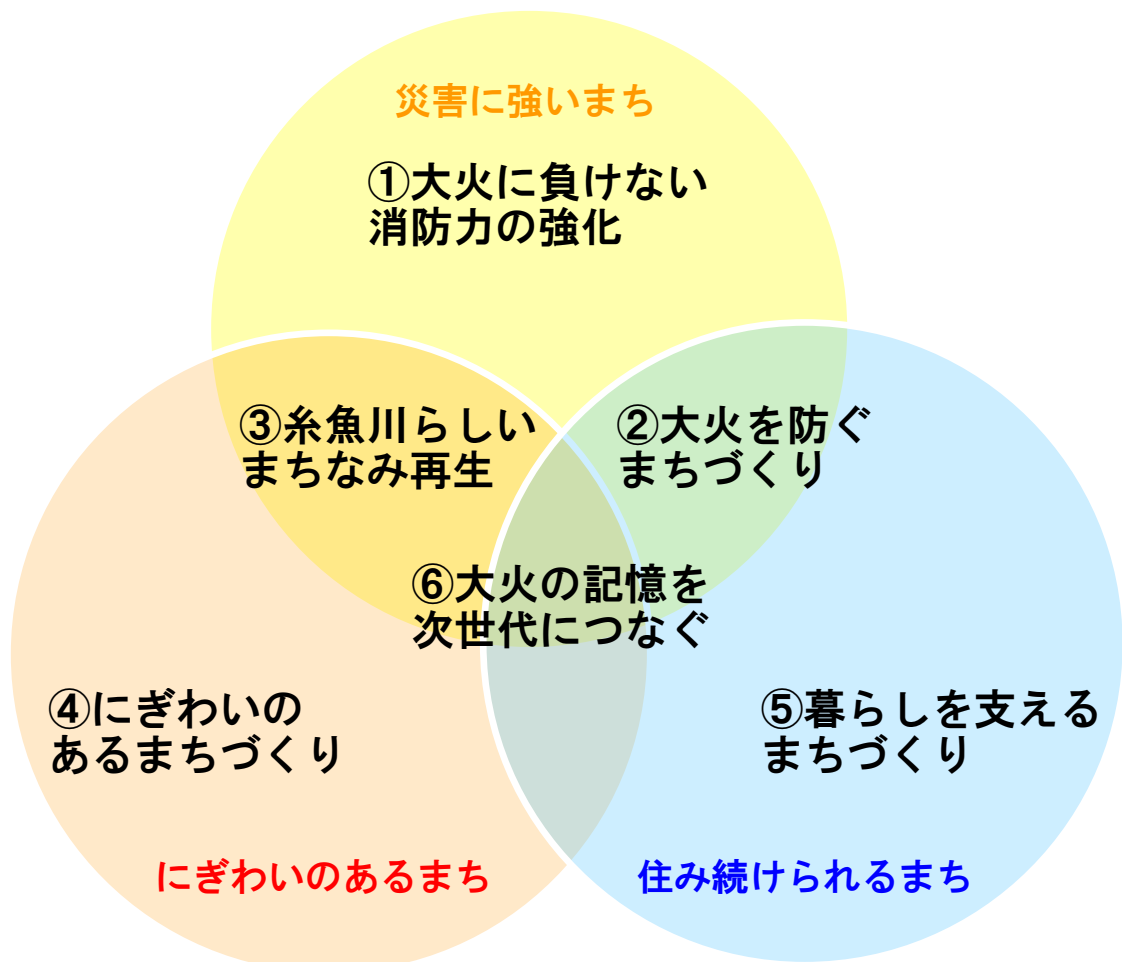 災害に強いまち
①大火に負けない
消防力の強化
③糸魚川らしい
まちなみ再生
②大火を防ぐ
まちづくり
⑥大火の記憶を
次世代につなぐ
④にぎわいの
あるまちづくり
⑤暮らしを支える
まちづくり
にぎわいのあるまち
住み続けられるまち